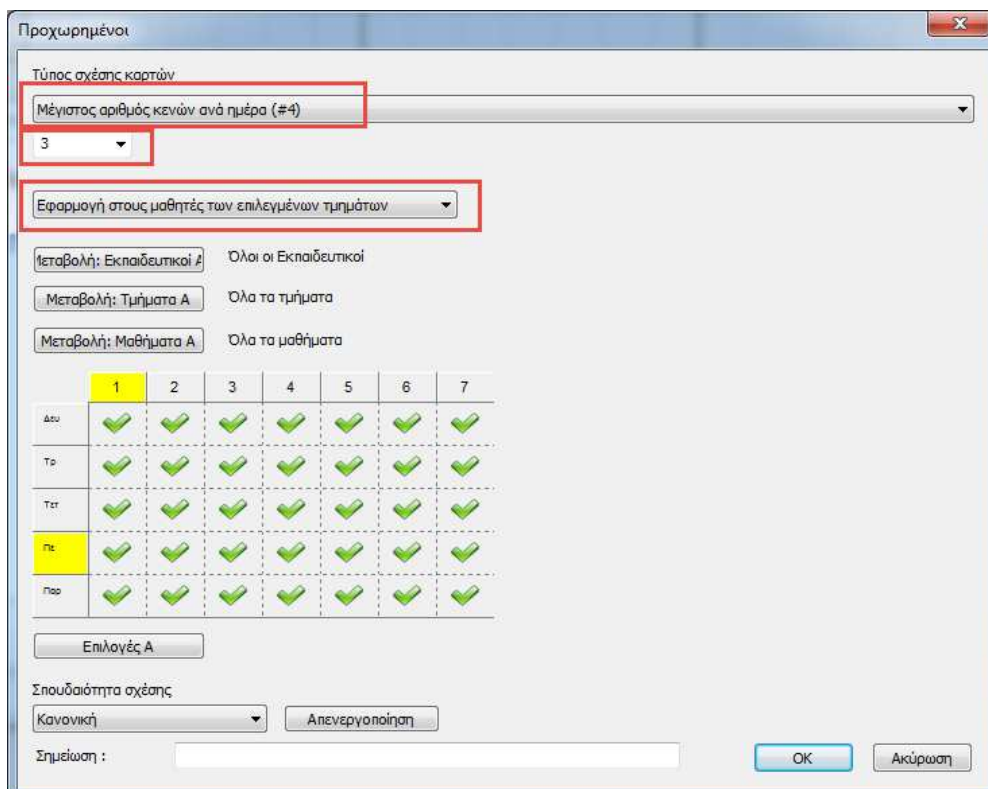 Προχωρημένοι
Τύπος σχέσης καρτών
Μέγιστος αριθμός κενών ανά ημέρα (#4)
3
Εφαρμογή στους μαθητές των επιλεγμένων τμημάτων
Μεταβολή: Εκπαιδευτικοί Α Όλοι οι Εκπαιδευτικοί
Μεταβολή: Τμήματα Α Όλα τα τμήματα
Μεταβολή: Μαθήματα Α Όλα τα μαθήματα
1 2 3 4 5 6 7
Δευ
Τρ
Τετ
Πε
Παρ
Επιλογές Α
Σπουδαιότητα σχέσης
Κανονική Απενεργοποίηση
Σημείωση : OK Ακύρωση